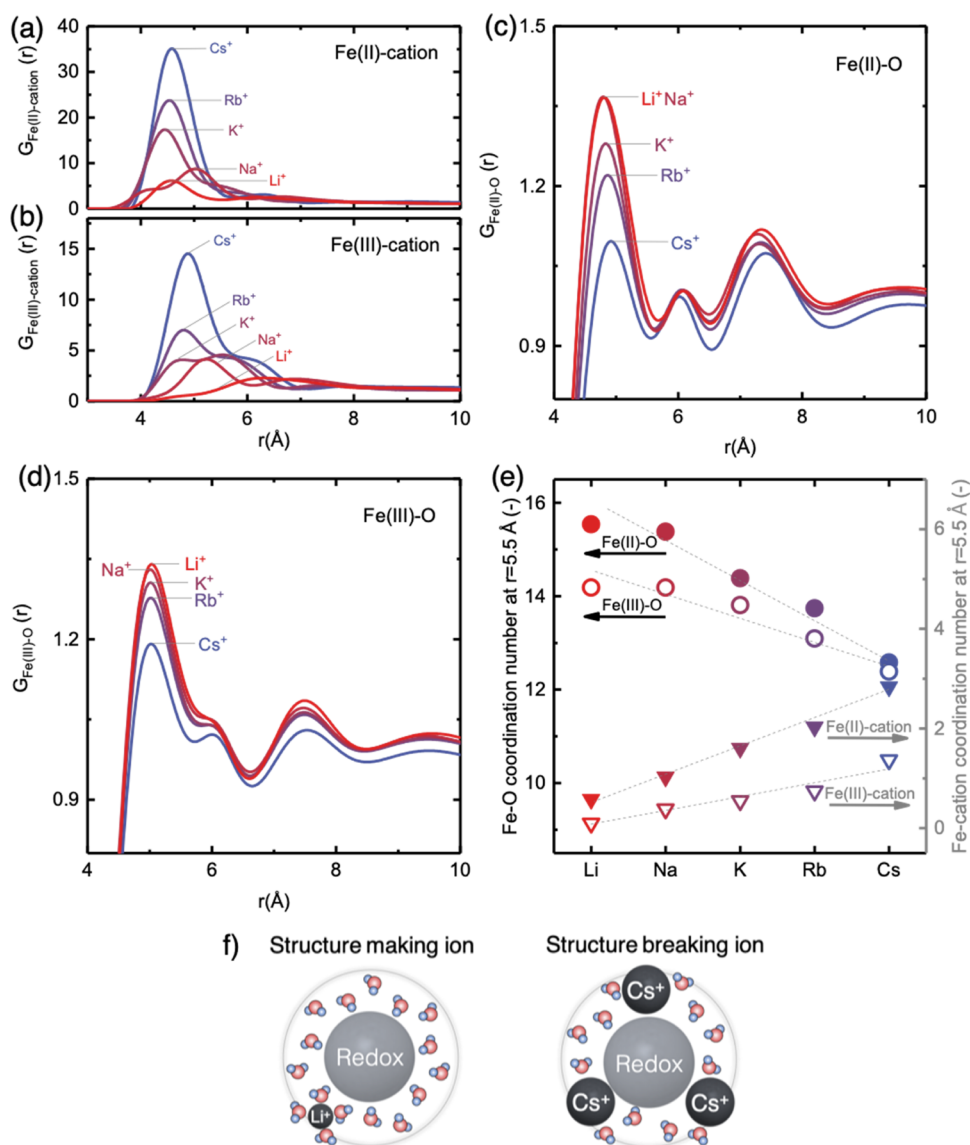 (a)
40
30
20
10
0
G_Fe(II)-cation (r)
Fe(II)-cation
Cs⁺
Rb⁺
K⁺
Na⁺
Li⁺
(b)
15
10
5
0
G_Fe(III)-cation (r)
Fe(III)-cation
Cs⁺
Rb⁺
K⁺
Na⁺
Li⁺
4 6 8 10
r(Å)
(c)
1.5
1.2
0.9
G_Fe(II)-O (r)
Fe(II)-O
Li⁺Na⁺
K⁺
Rb⁺
Cs⁺
4 6 8 10
r(Å)
(d)
1.5
1.2
0.9
G_Fe(III)-O (r)
Fe(III)-O
Na⁺ Li⁺
K⁺
Rb⁺
Cs⁺
4 5 6 7 8 9 10
r(Å)
(e)
16
14
12
10
Fe-O coordination number at r=5.5 Å (-)
Fe(II)-O
Fe(III)-O
Fe(II)-cation
Fe(III)-cation
6
4
2
0
Fe-cation coordination number at r=5.5 Å (-)
Li Na K Rb Cs
f)
Structure making ion
Structure breaking ion
Redox
Li⁺
Cs⁺
Redox
Cs⁺
Cs⁺